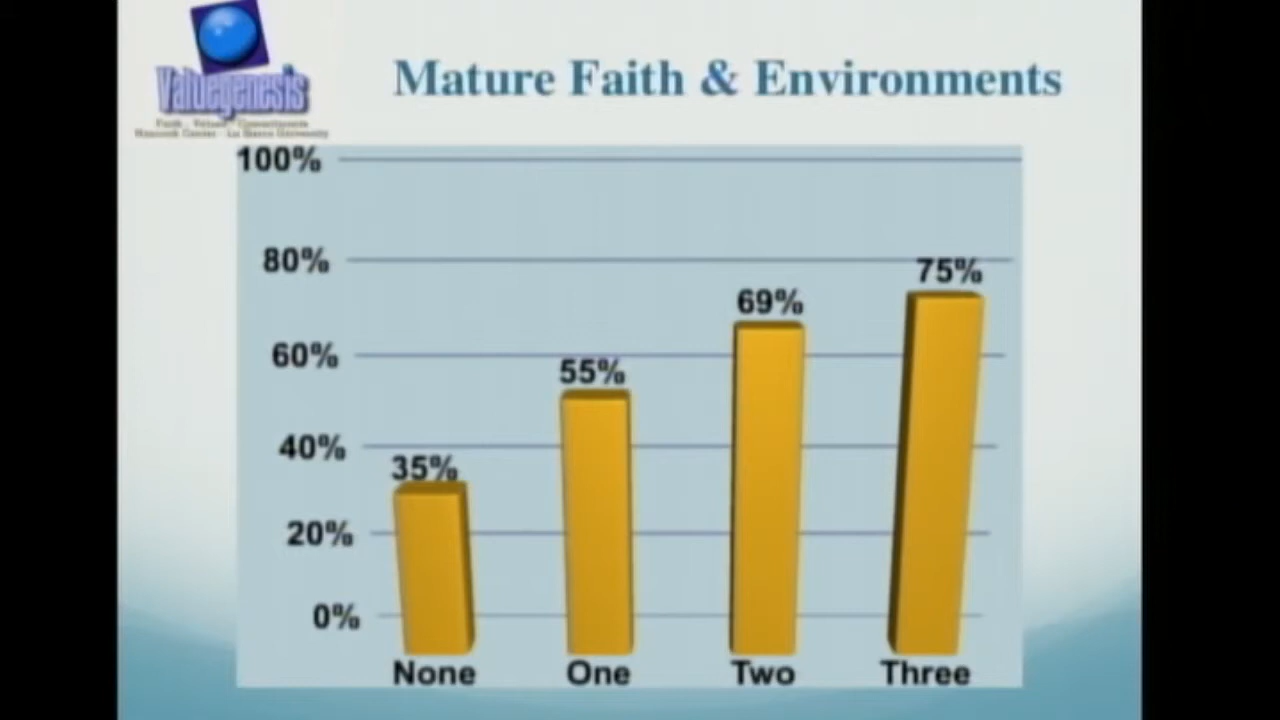 Valuegenesis
Mature Faith & Environments
100%
80%
60%
40%
20%
0%
35%
55%
69%
75%
None
One
Two
Three